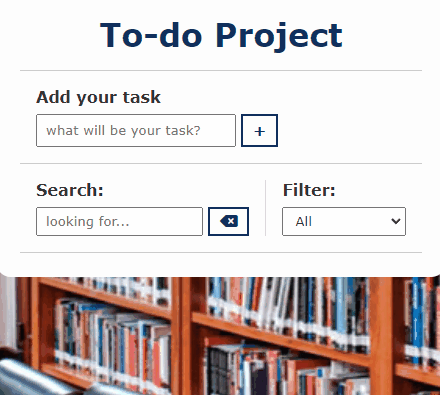 To-do Project
Add your task
what will be your task?
+
Search:
Filter:
looking for...
All